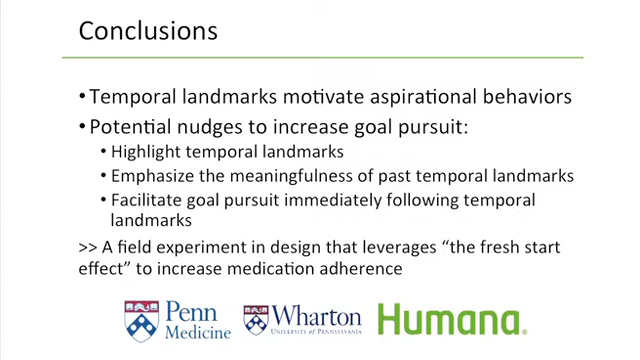 Conclusions
• Temporal landmarks motivate aspirational behaviors
• Potential nudges to increase goal pursuit:
• Highlight temporal landmarks
• Emphasize the meaningfulness of past temporal landmarks
• Facilitate goal pursuit immediately following temporal
landmarks
>> A field experiment in design that leverages “the fresh start
effect” to increase medication adherence
Penn
Medicine
Wharton
UNIVERSITY of PENNSYLVANIA
Humana®